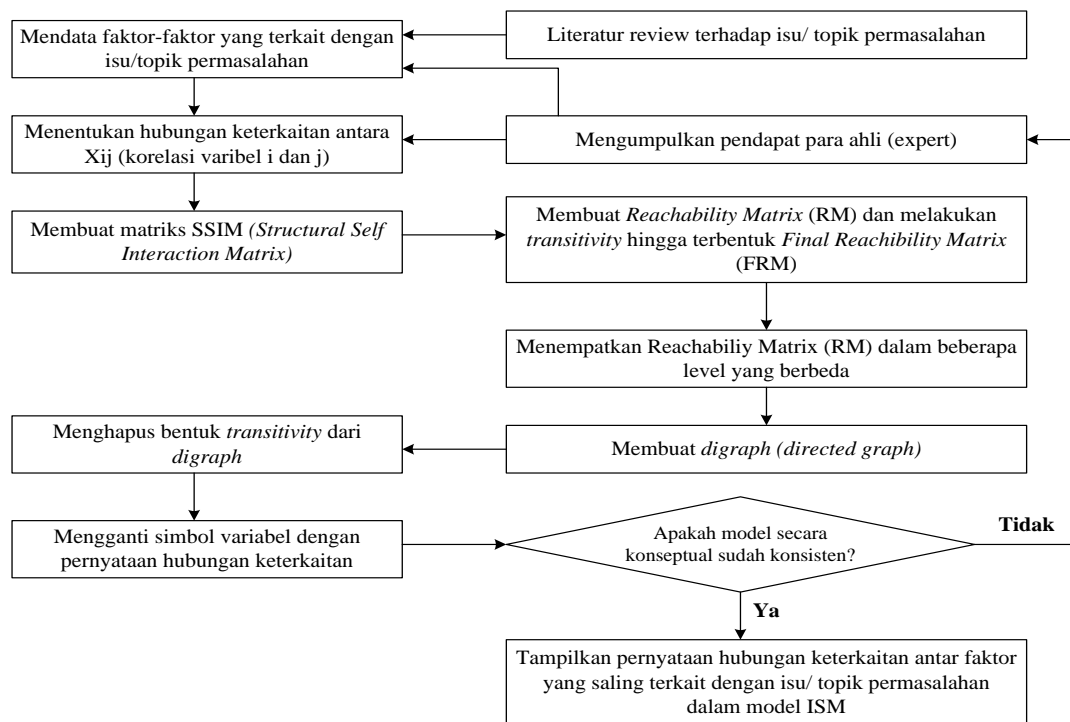 Mendata faktor-faktor yang terkait dengan
isu/topik permasalahan
Literatur review terhadap isu/ topik permasalahan
Menentukan hubungan keterkaitan antara
Xij (korelasi varibel i dan j)
Mengumpulkan pendapat para ahli (expert)
Membuat matriks SSIM (Structural Self
Interaction Matrix)
Membuat Reachability Matrix (RM) dan melakukan
transitivity hingga terbentuk Final Reachibility Matrix
(FRM)
Menempatkan Reachabiliy Matrix (RM) dalam beberapa
level yang berbeda
Menghapus bentuk transitivity dari
digraph
Membuat digraph (directed graph)
Mengganti simbol variabel dengan
pernyataan hubungan keterkaitan
Apakah model secara
konseptual sudah konsisten?
Tidak
Ya
Tampilkan pernyataan hubungan keterkaitan antar faktor
yang saling terkait dengan isu/ topik permasalahan
dalam model ISM